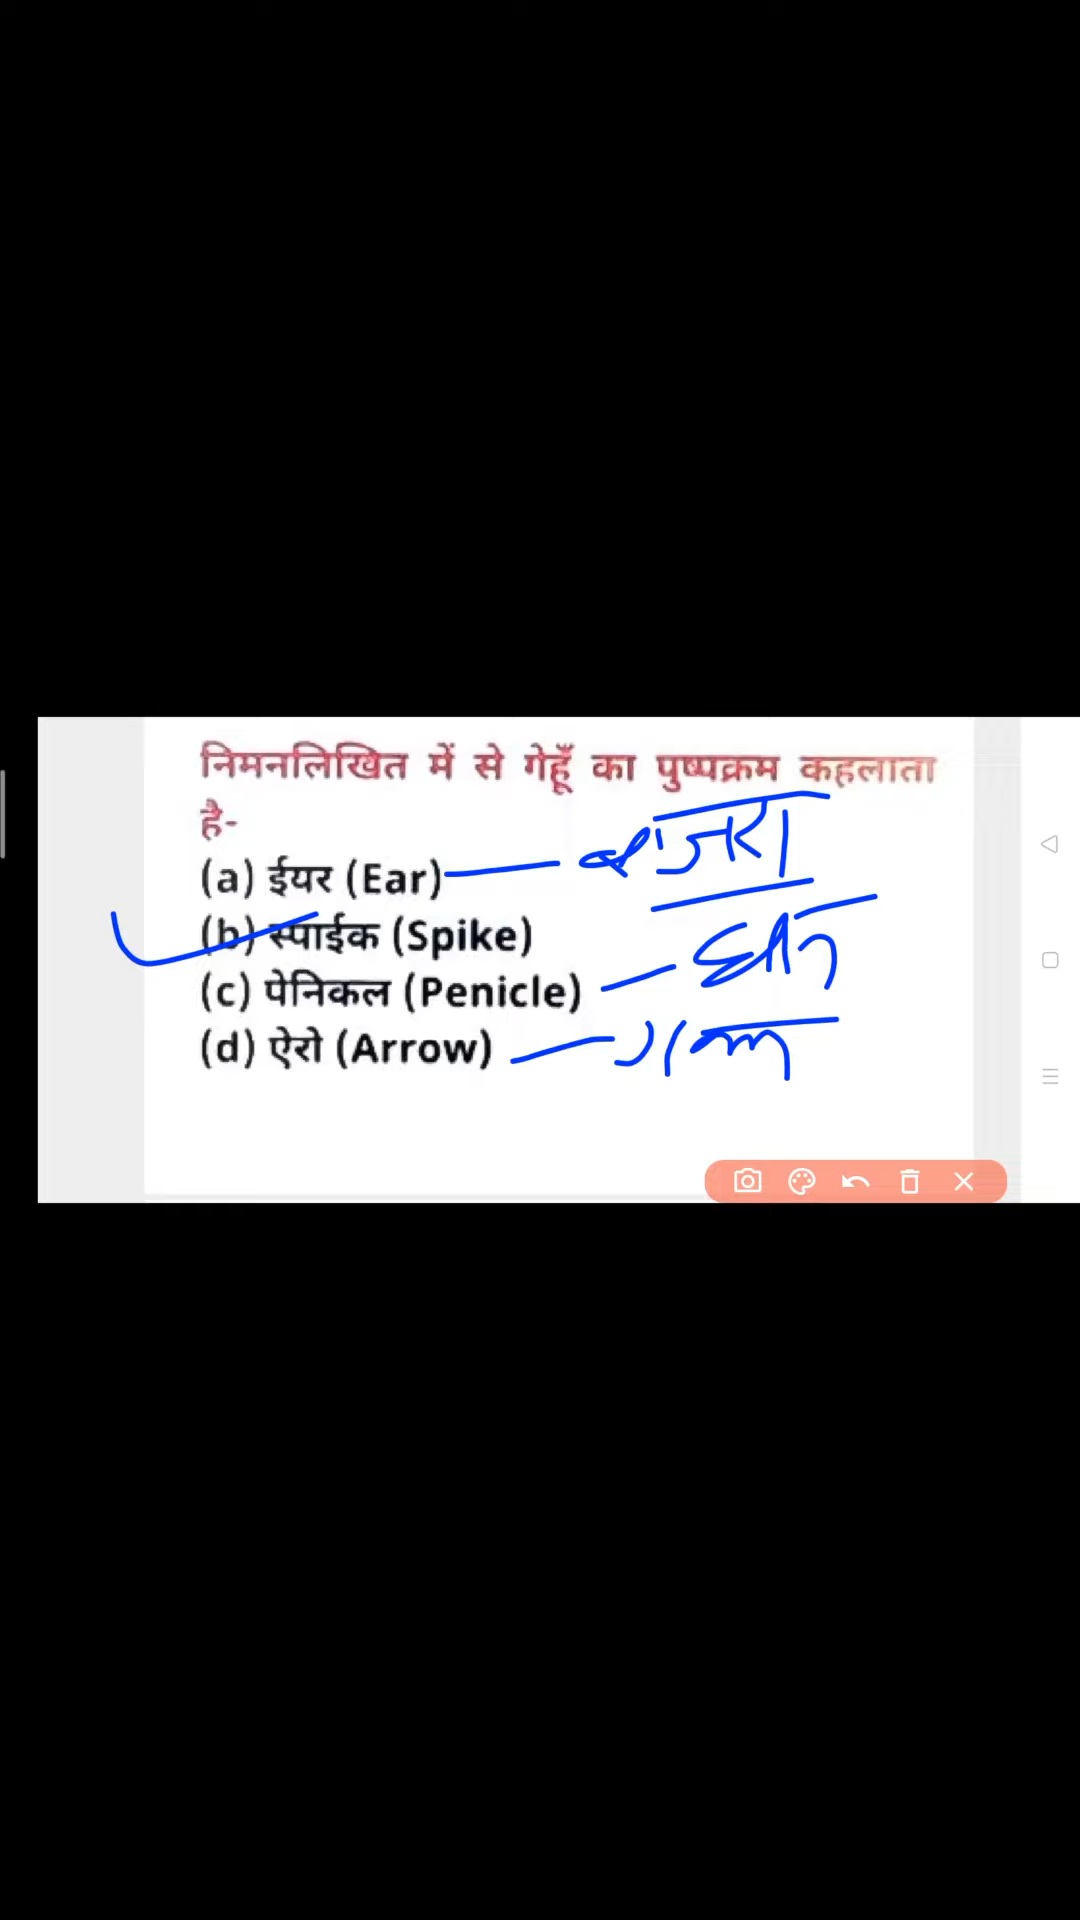 निमनलिखित में से गेहूँ का पुष्पक्रम कहलाता
है-
(a) ईयर (Ear) बाजरा
(b) स्पाईक (Spike)
(c) पेनिकल (Penicle) धान
(d) ऐरो (Arrow)